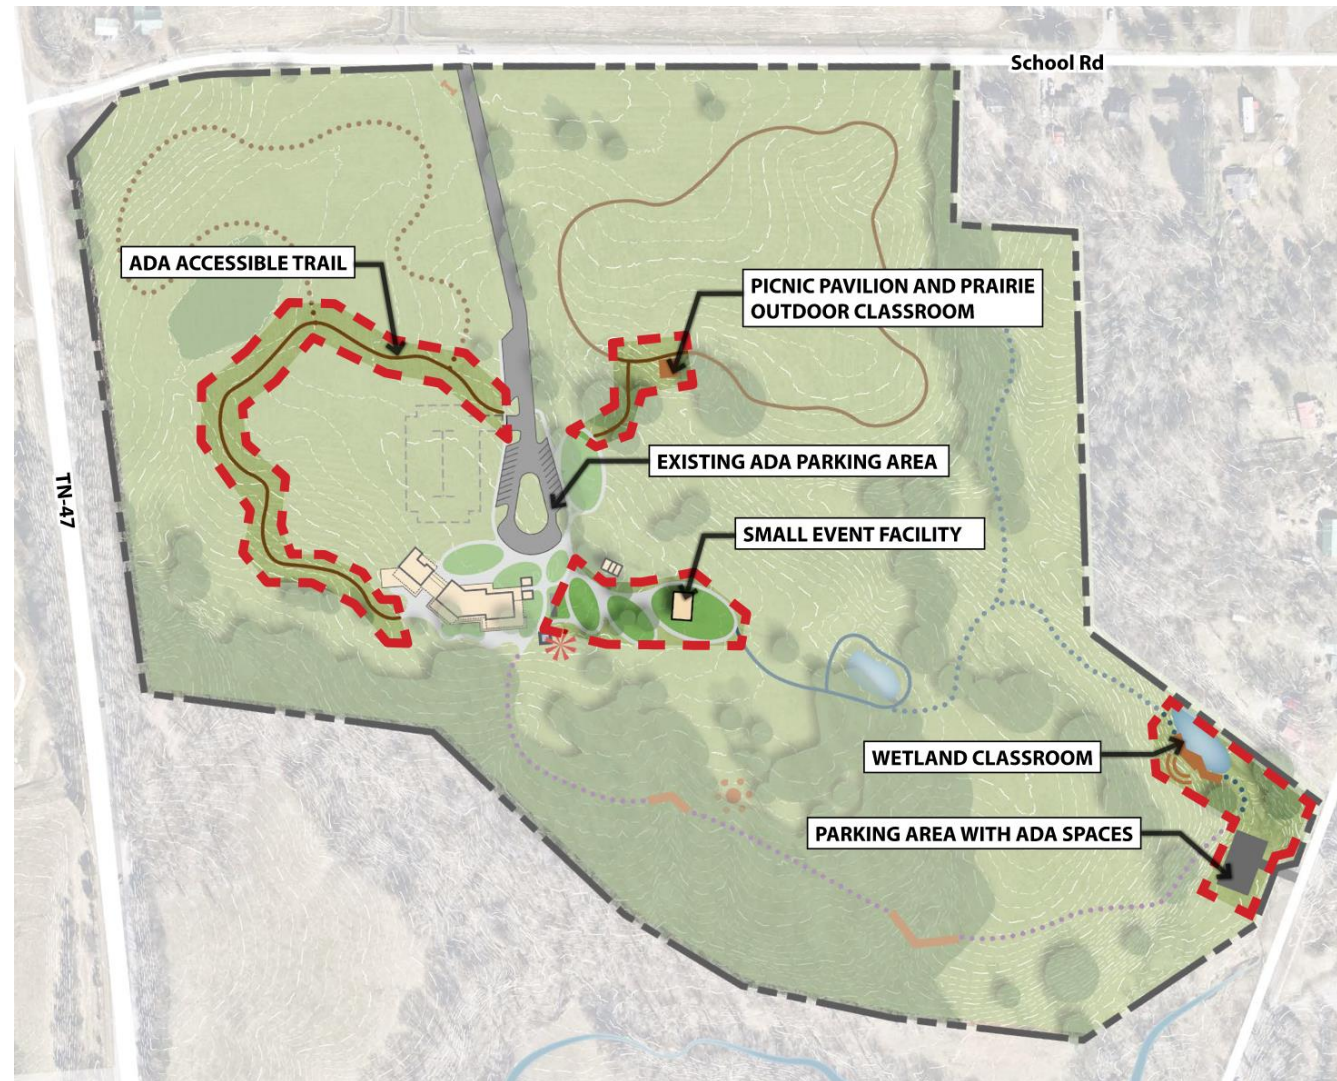 School Rd
ADA ACCESSIBLE TRAIL
PICNIC PAVILION AND PRAIRIE
OUTDOOR CLASSROOM
EXISTING ADA PARKING AREA
TN-47
SMALL EVENT FACILITY
WETLAND CLASSROOM
PARKING AREA WITH ADA SPACES